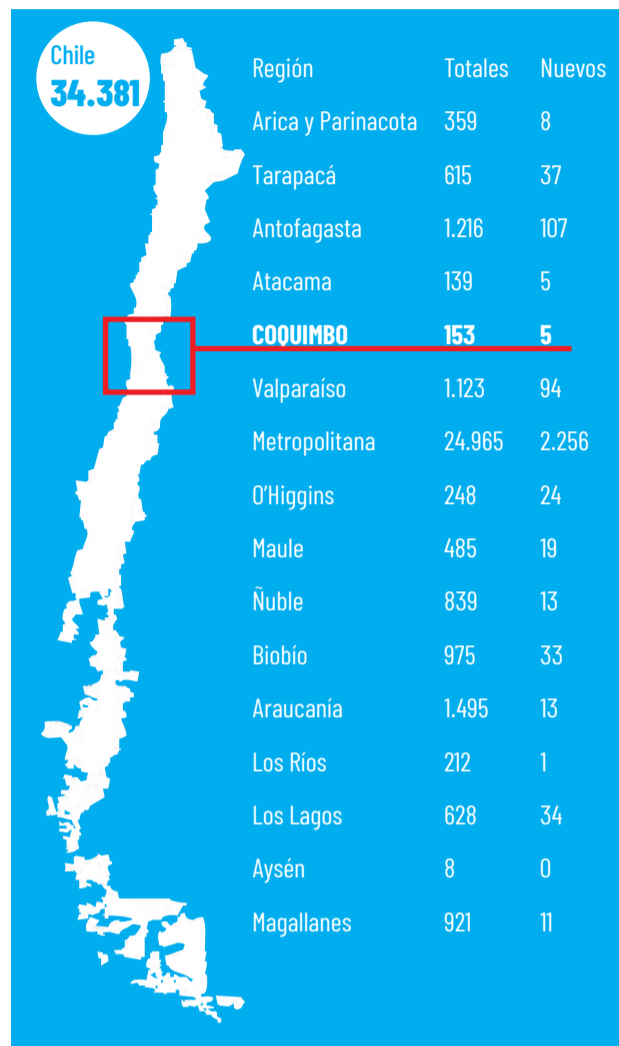 Chile
34.381
Región Totales Nuevos
Arica y Parinacota 359 8
Tarapacá 615 37
Antofagasta 1.216 107
Atacama 139 5
COQUIMBO 153 5
Valparaíso 1.123 94
Metropolitana 24.965 2.256
O’Higgins 248 24
Maule 485 19
Ñuble 839 13
Biobío 975 33
Araucanía 1.495 13
Los Ríos 212 1
Los Lagos 628 34
Aysén 8 0
Magallanes 921 11